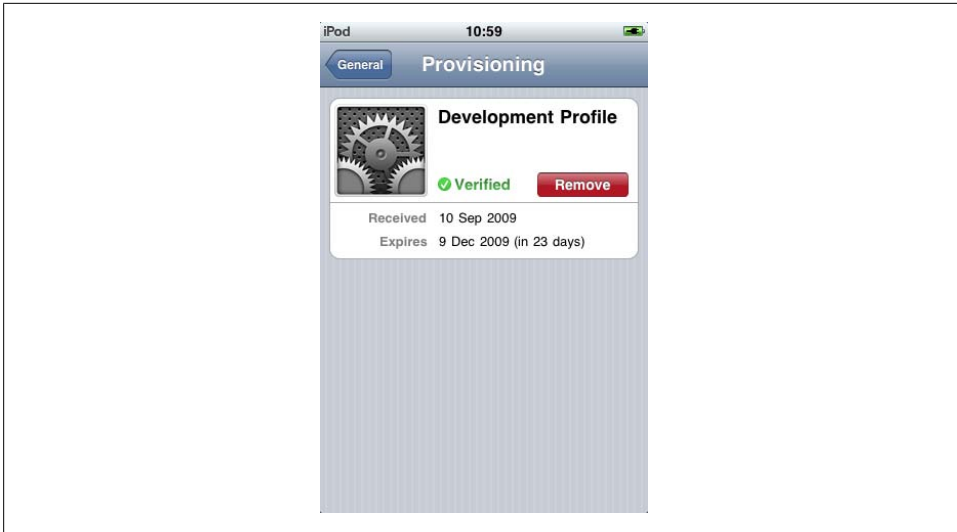 iPod 10:59
General Provisioning
Development Profile
Verified Remove
Received 10 Sep 2009
Expires 9 Dec 2009 (in 23 days)